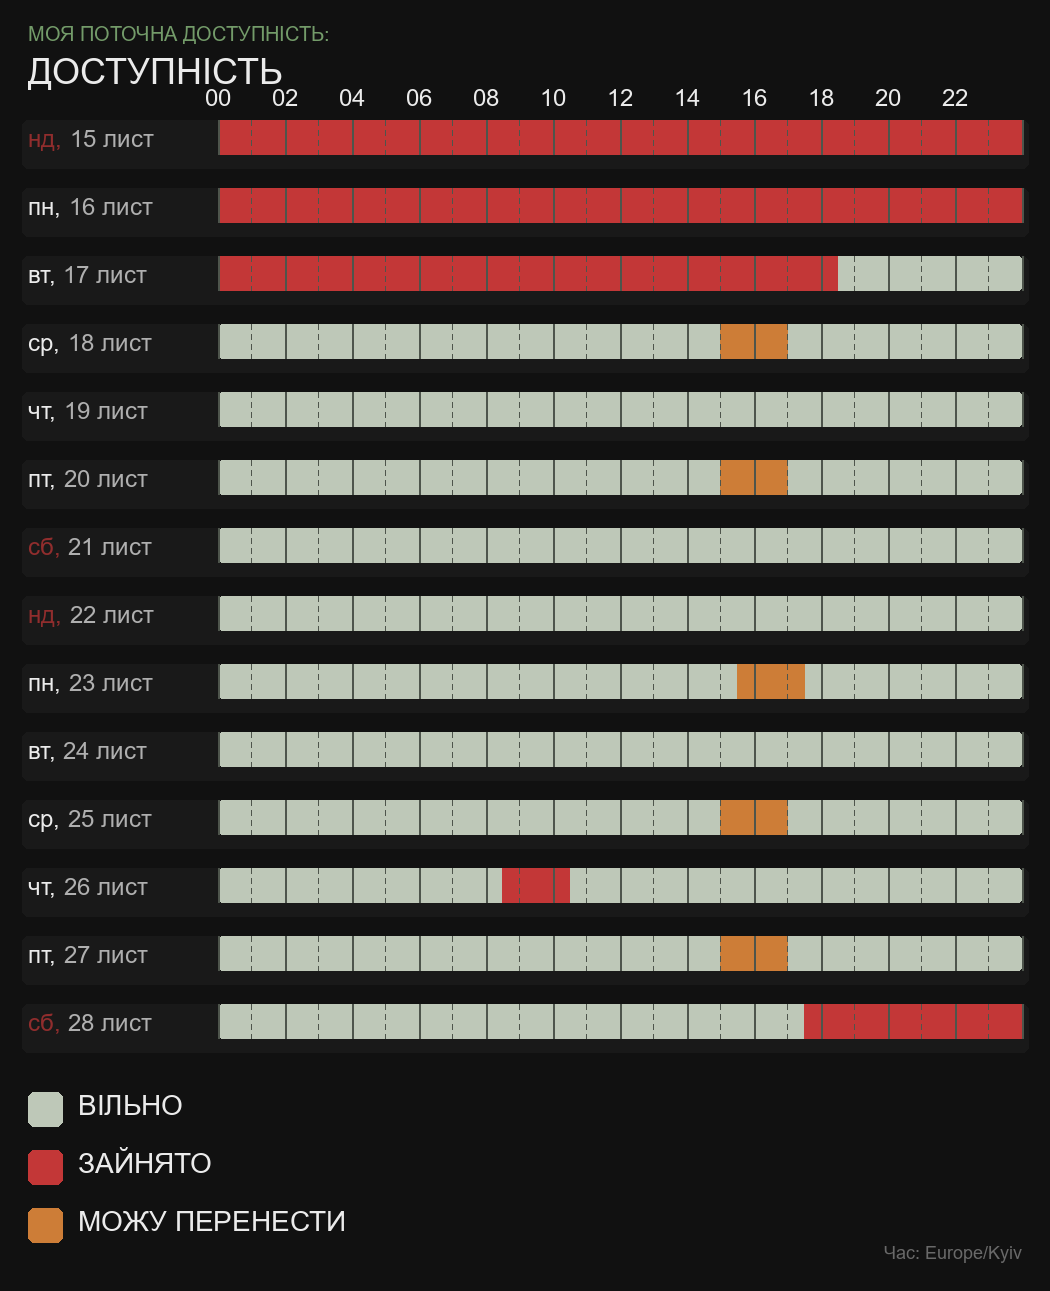 МОЯ ПОТОЧНА ДОСТУПНІСТЬ:
ДОСТУПНІСТЬ
00 02 04 06 08 10 12 14 16 18 20 22
нд, 15 лист
пн, 16 лист
вт, 17 лист
ср, 18 лист
чт, 19 лист
пт, 20 лист
сб, 21 лист
нд, 22 лист
пн, 23 лист
вт, 24 лист
ср, 25 лист
чт, 26 лист
пт, 27 лист
сб, 28 лист
ВІЛЬНО
ЗАЙНЯТО
МОЖУ ПЕРЕНЕСТИ
Час: Europe/Kyiv